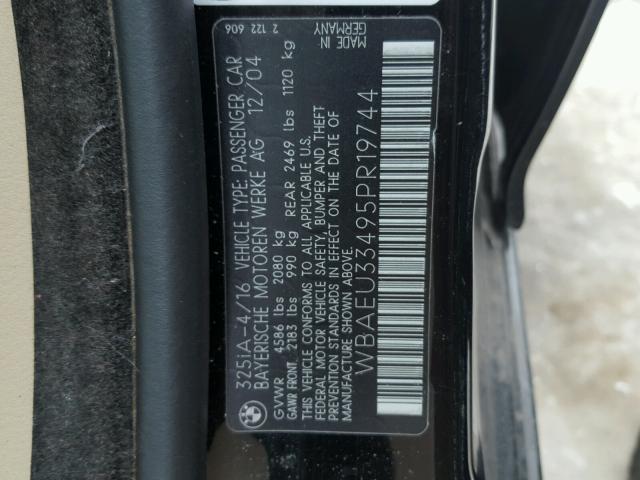 325iA-4/16 VEHICLE TYPE: PASSENGER CAR
BAYERISCHE MOTOREN WERKE AG 12/04
GVWR 4586 lbs 2080 kg
GAWR FRONT 2183 lbs 990 kg REAR 2469 lbs 1120 kg
THIS VEHICLE CONFORMS TO ALL APPLICABLE U.S.
FEDERAL MOTOR VEHICLE SAFETY, BUMPER AND THEFT
PREVENTION STANDARDS IN EFFECT ON THE DATE
OF MANUFACTURE SHOWN ABOVE.
WBAEU33495PR19744
2 122 606
MADE IN
GERMANY